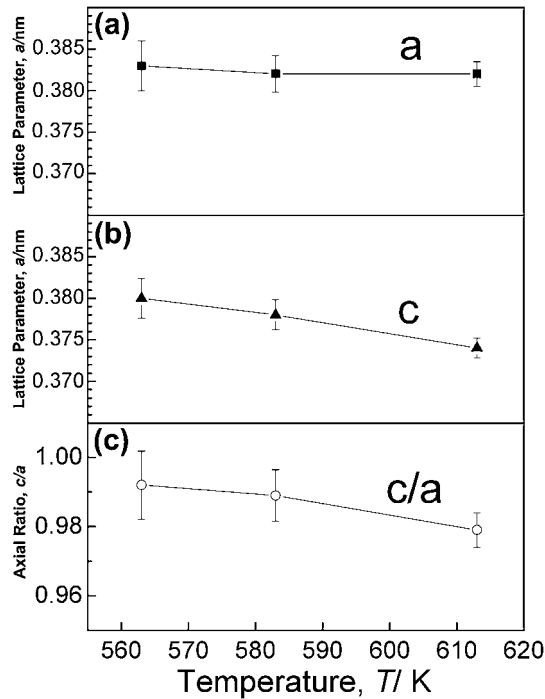 (a)
a
0.385
0.380
0.375
0.370
Lattice Parameter, a/nm
(b)
c
0.385
0.380
0.375
0.370
Lattice Parameter, a/nm
(c)
c/a
1.00
0.98
0.96
Axial Ratio, c/a
560 570 580 590 600 610 620
Temperature, T/ K